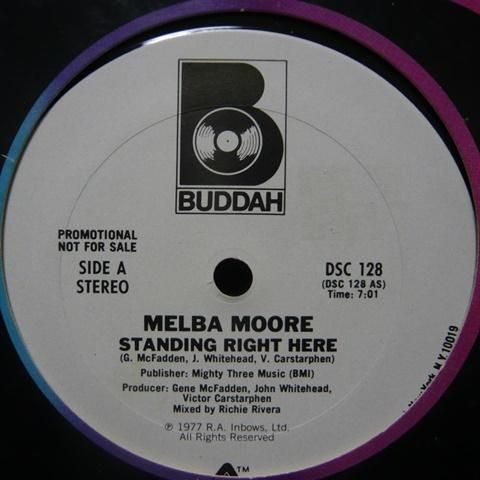 BUDDAH
PROMOTIONAL
NOT FOR SALE
SIDE A
STEREO
DSC 128
(DSC 128 AS)
Time: 7:01
MELBA MOORE
STANDING RIGHT HERE
(G. McFadden, J. Whitehead, V. Carstarphen)
Publisher: Mighty Three Music (BMI)
Producer: Gene McFadden, John Whitehead,
Victor Carstarphen
Mixed by Richie Rivera
℗ 1977 R.A. Inbows, Ltd.
All Rights Reserved
TM
N.Y. 10019